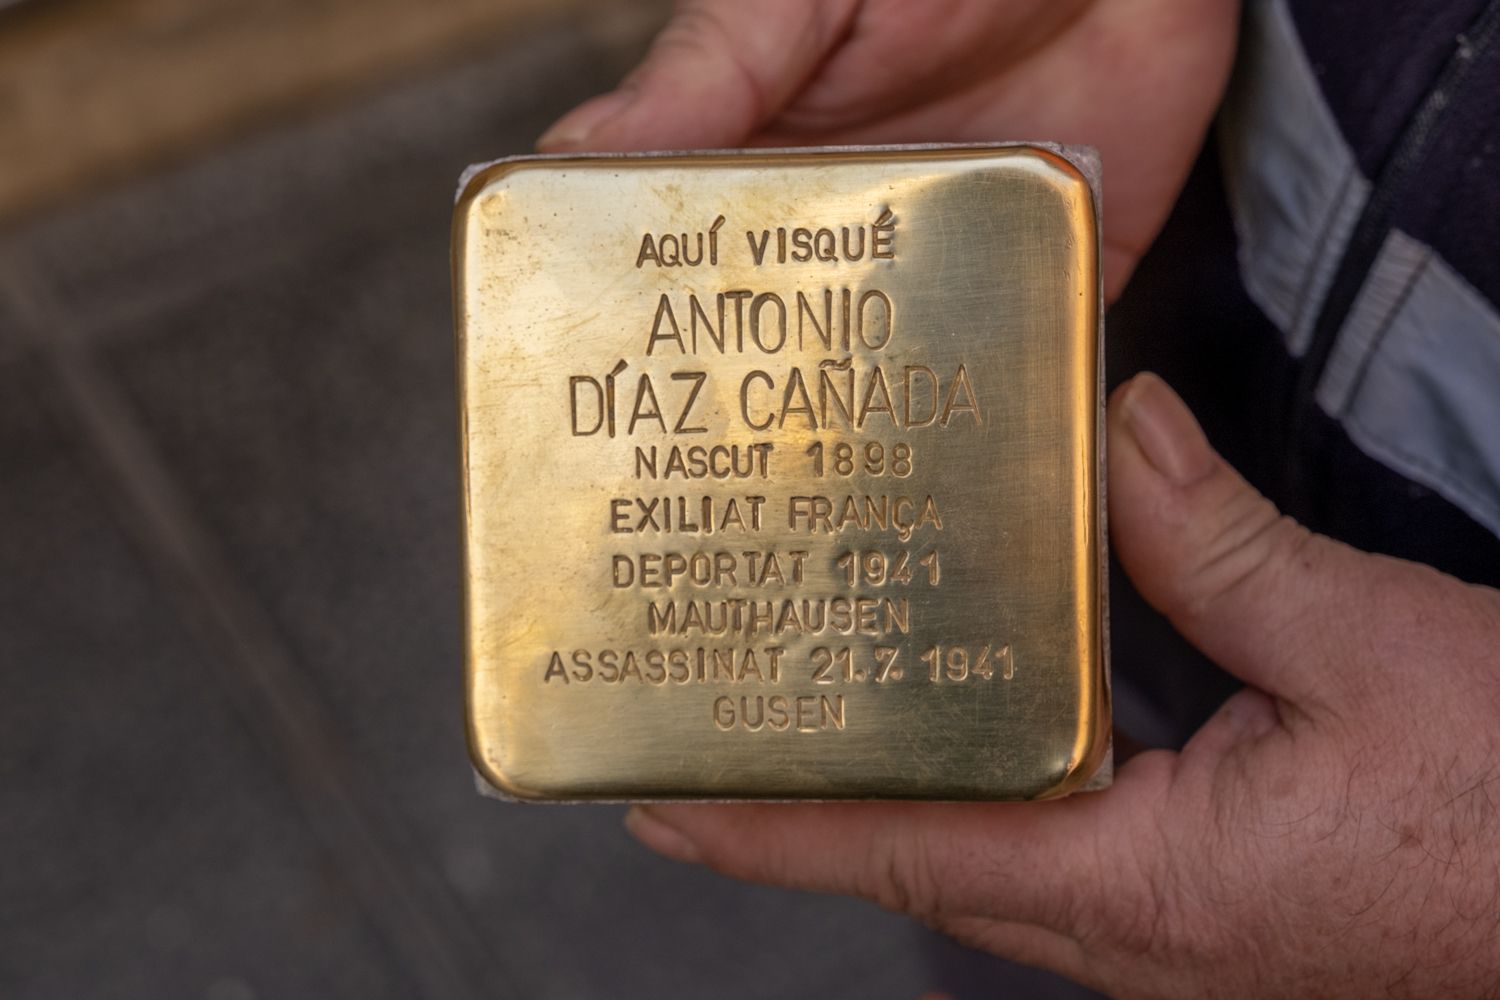 AQUÍ VISQUÉ
ANTONIO
DÍAZ CAÑADA
NASCUT 1898
EXILIAT FRANÇA
DEPORTAT 1941
MAUTHAUSEN
ASSASSINAT 21.7. 1941
GUSEN